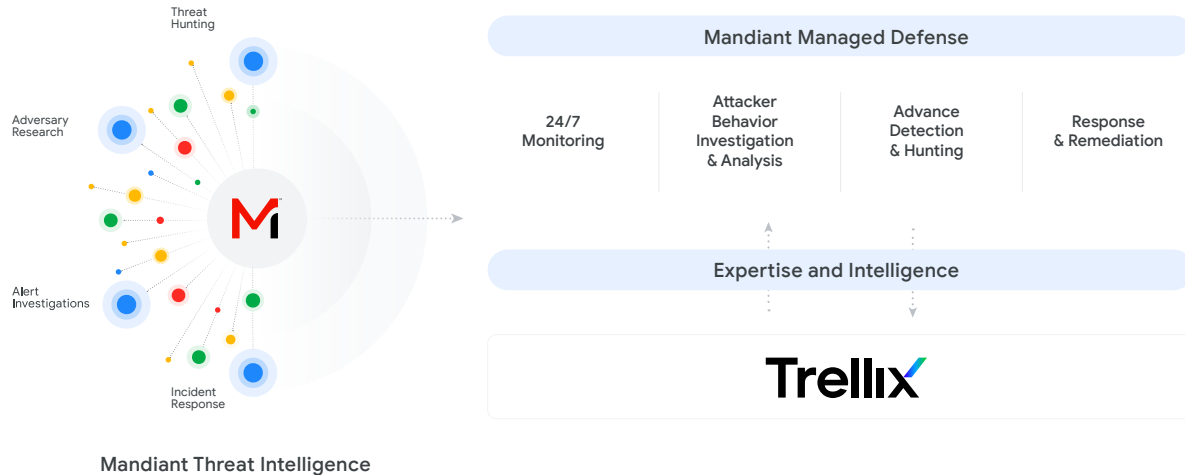 Threat
Hunting
Adversary
Research
Alert
Investigations
Incident
Response
M
Mandiant Threat Intelligence
Mandiant Managed Defense
24/7
Monitoring
Attacker
Behavior
Investigation
& Analysis
Advance
Detection
& Hunting
Response
& Remediation
Expertise and Intelligence
Trellix